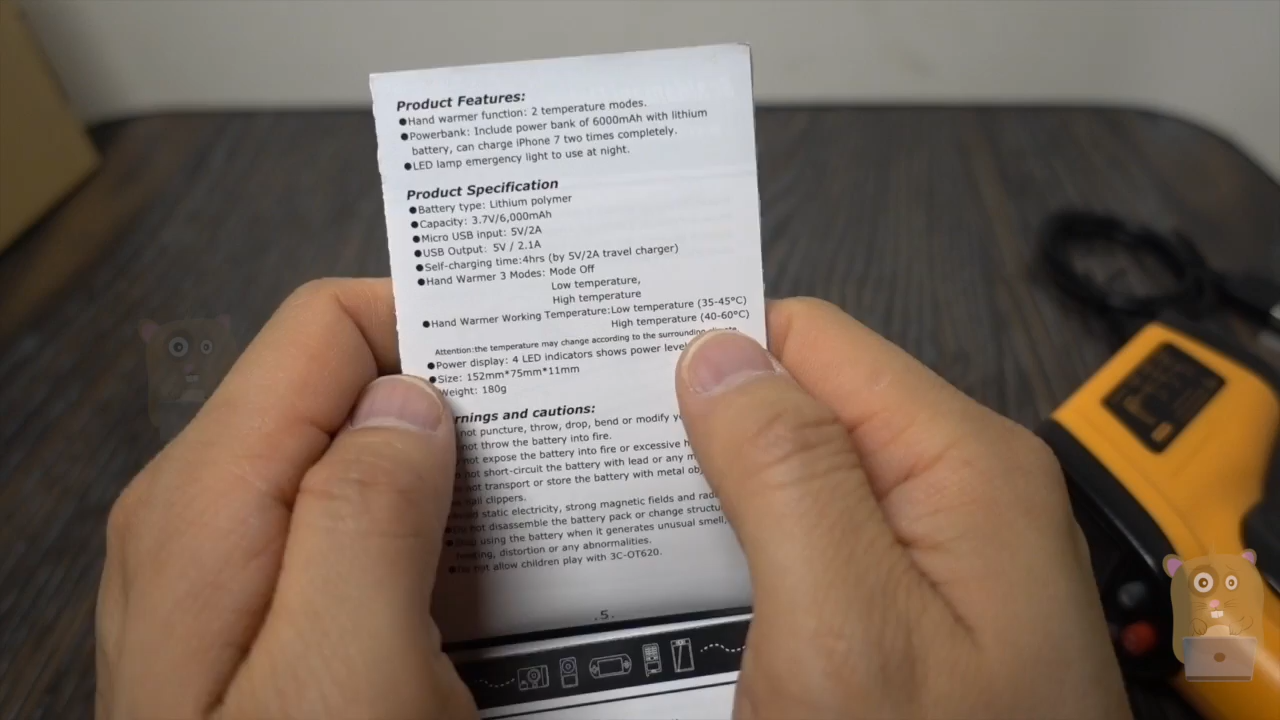 Product Features:
●Hand warmer function: 2 temperature modes.
●Powerbank: Include power bank of 6000mAh with lithium
battery, can charge iPhone 7 two times completely.
●LED lamp emergency light to use at night.
Product Specification
●Battery type: Lithium polymer
●Capacity: 3.7V/6,000mAh
●Micro USB input: 5V/2A
●USB Output: 5V / 2.1A
●Self-charging time:4hrs (by 5V/2A travel charger)
●Hand Warmer 3 Modes: Mode Off
Low temperature,
High temperature
●Hand Warmer Working Temperature:Low temperature (35-45°C)
High temperature (40-60°C)
Attention:the temperature may change according to the surrounding climate.
●Power display: 4 LED indicators shows power level
●Size: 152mm*75mm*11mm
Weight: 180g
rnings and cautions:
not puncture, throw, drop, bend or modify
not throw the battery into fire.
not expose the battery into fire or excessive
not short-circuit the battery with lead or any
not transport or store the battery with metal
nail clippers.
static electricity, strong magnetic fields and
●Do not disassemble the battery pack or change
●Stop using the battery when it generates unusual smell,
heating, distortion or any abnormalities.
●Do not allow children play with 3C-OT620.
.5.